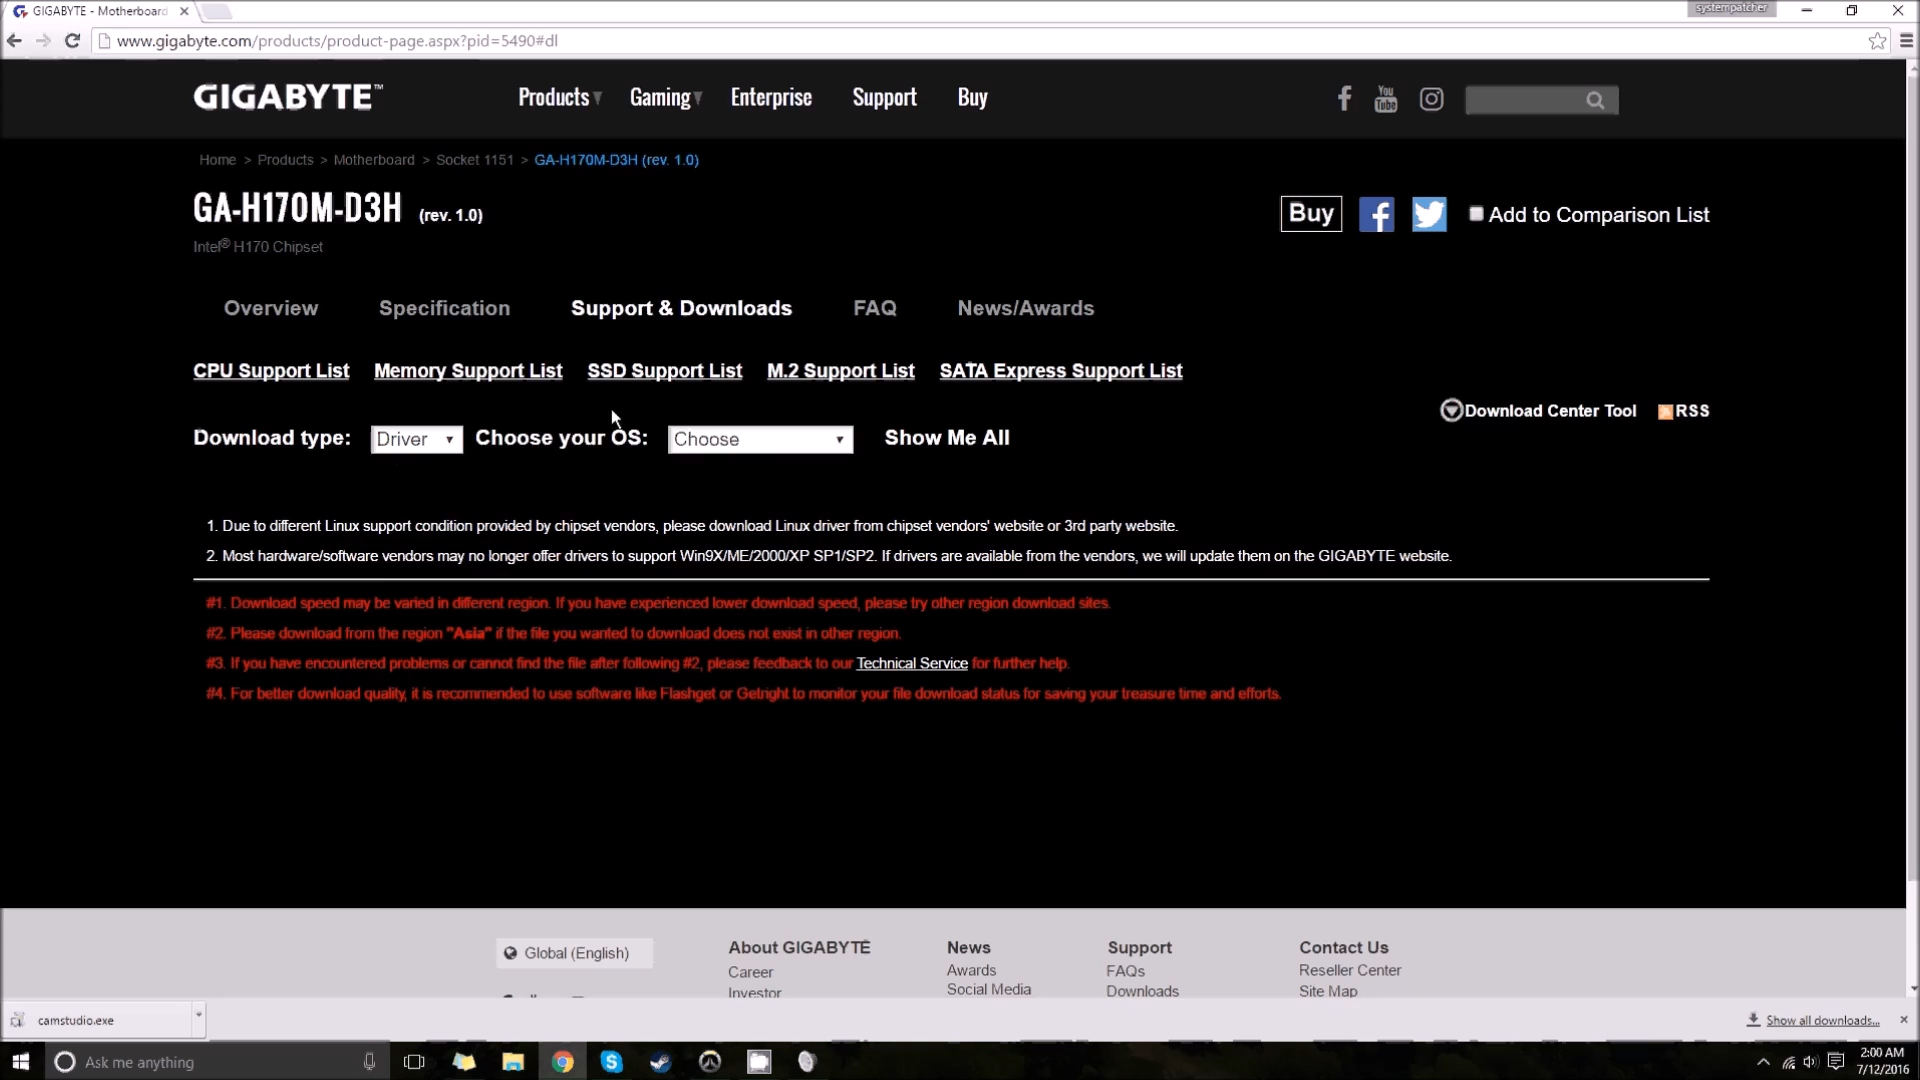 GIGABYTE - Motherboard
systempatcher
www.gigabyte.com/products/product-page.aspx?pid=5490#dl
GIGABYTE™ Products Gaming Enterprise Support Buy
You Tube
Home > Products > Motherboard > Socket 1151 > GA-H170M-D3H (rev. 1.0)
GA-H170M-D3H (rev. 1.0)
Buy Add to Comparison List
Intel® H170 Chipset
Overview Specification Support & Downloads FAQ News/Awards
CPU Support List Memory Support List SSD Support List M.2 Support List SATA Express Support List
Download Center Tool RSS
Download type: Driver Choose your OS: Choose Show Me All
1. Due to different Linux support condition provided by chipset vendors, please download Linux driver from chipset vendors' website or 3rd party website.
2. Most hardware/software vendors may no longer offer drivers to support Win9X/ME/2000/XP SP1/SP2. If drivers are available from the vendors, we will update them on the GIGABYTE website.
#1. Download speed may be varied in different region. If you have experienced lower download speed, please try other region download sites.
#2. Please download from the region "Asia" if the file you wanted to download does not exist in other region.
#3. If you have encountered problems or cannot find the file after following #2, please feedback to our Technical Service for further help.
#4. For better download quality, it is recommended to use software like Flashget or Getright to monitor your file download status for saving your treasure time and efforts.
Global (English) About GIGABYTE News Support Contact Us
Career Awards FAQs Reseller Center
Investor Social Media Downloads Site Map
camstudio.exe Show all downloads...
Ask me anything
2:00 AM
7/12/2016